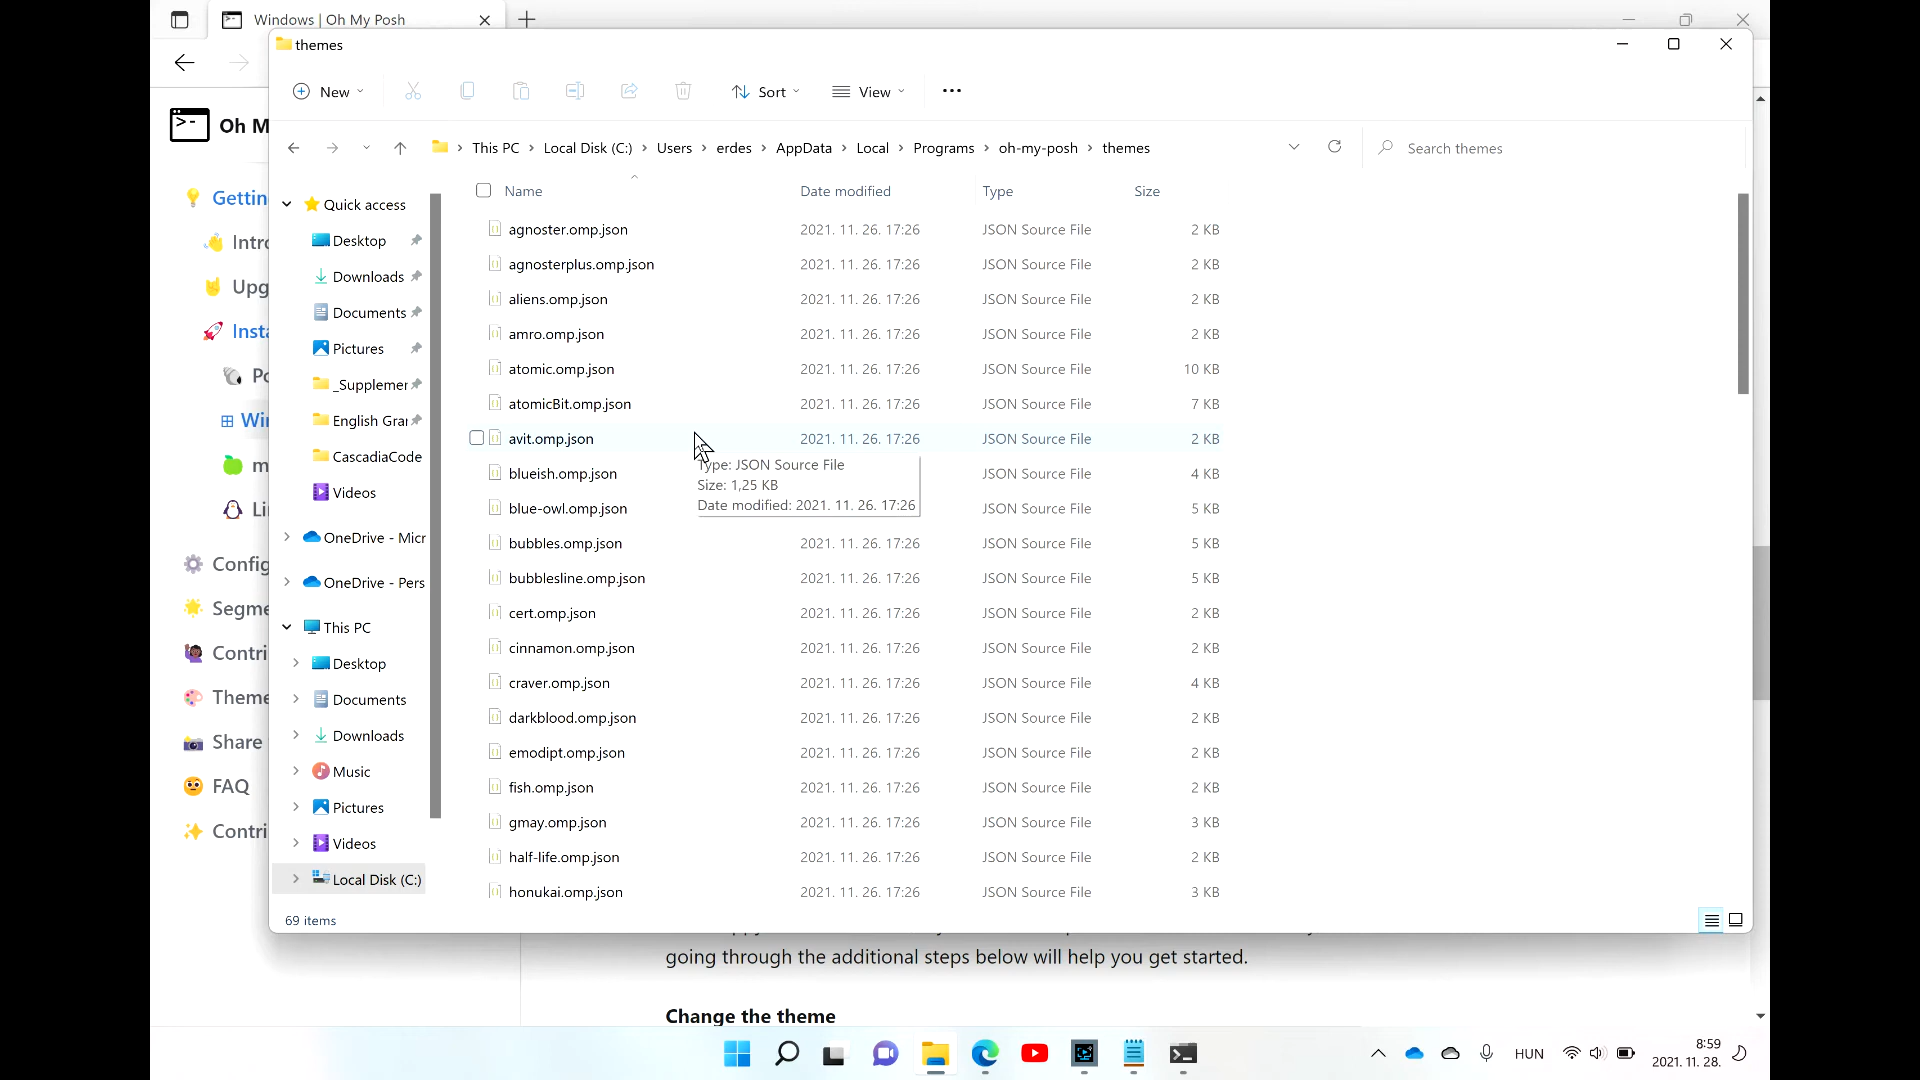 Windows | Oh My Posh
themes
New
Sort
View
This PC > Local Disk (C:) > Users > erdes > AppData > Local > Programs > oh-my-posh > themes
Search themes
Oh M
Gettin
Intro
Upg
Insta
Po
Wi
m
Li
Config
Segme
Contri
Theme
Share
FAQ
Contri
Quick access
Desktop
Downloads
Documents
Pictures
_Supplemer
English Gra
CascadiaCode
Videos
OneDrive - Micr
OneDrive - Pers
This PC
Desktop
Documents
Downloads
Music
Pictures
Videos
Local Disk (C:)
Name Date modified Type Size
agnoster.omp.json 2021. 11. 26. 17:26 JSON Source File 2 KB
agnosterplus.omp.json 2021. 11. 26. 17:26 JSON Source File 2 KB
aliens.omp.json 2021. 11. 26. 17:26 JSON Source File 2 KB
amro.omp.json 2021. 11. 26. 17:26 JSON Source File 2 KB
atomic.omp.json 2021. 11. 26. 17:26 JSON Source File 10 KB
atomicBit.omp.json 2021. 11. 26. 17:26 JSON Source File 7 KB
avit.omp.json 2021. 11. 26. 17:26 JSON Source File 2 KB
Type: JSON Source File
Size: 1,25 KB
Date modified: 2021. 11. 26. 17:26
blueish.omp.json JSON Source File 4 KB
blue-owl.omp.json JSON Source File 5 KB
bubbles.omp.json 2021. 11. 26. 17:26 JSON Source File 5 KB
bubblesline.omp.json 2021. 11. 26. 17:26 JSON Source File 5 KB
cert.omp.json 2021. 11. 26. 17:26 JSON Source File 2 KB
cinnamon.omp.json 2021. 11. 26. 17:26 JSON Source File 2 KB
craver.omp.json 2021. 11. 26. 17:26 JSON Source File 4 KB
darkblood.omp.json 2021. 11. 26. 17:26 JSON Source File 2 KB
emodipt.omp.json 2021. 11. 26. 17:26 JSON Source File 2 KB
fish.omp.json 2021. 11. 26. 17:26 JSON Source File 2 KB
gmay.omp.json 2021. 11. 26. 17:26 JSON Source File 3 KB
half-life.omp.json 2021. 11. 26. 17:26 JSON Source File 2 KB
honukai.omp.json 2021. 11. 26. 17:26 JSON Source File 3 KB
69 items
going through the additional steps below will help you get started.
Change the theme
HUN
8:59
2021. 11. 28.